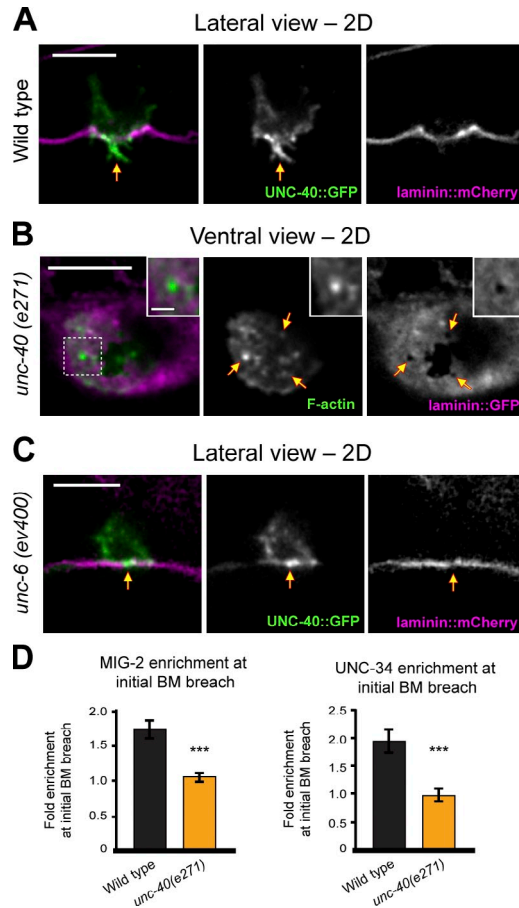 A
Lateral view – 2D
Wild type
UNC-40::GFP
laminin::mCherry
B
Ventral view – 2D
unc-40 (e271)
F-actin
laminin::GFP
C
Lateral view – 2D
unc-6 (ev400)
UNC-40::GFP
laminin::mCherry
D
MIG-2 enrichment at
initial BM breach
Fold enrichment
at initial BM breach
2.0
1.5
1.0
0.5
0
***
Wild type
unc-40(e271)
UNC-34 enrichment at
initial BM breach
Fold enrichment
at initial BM breach
2.5
2.0
1.5
1.0
0.5
0
***
Wild type
unc-40(e271)